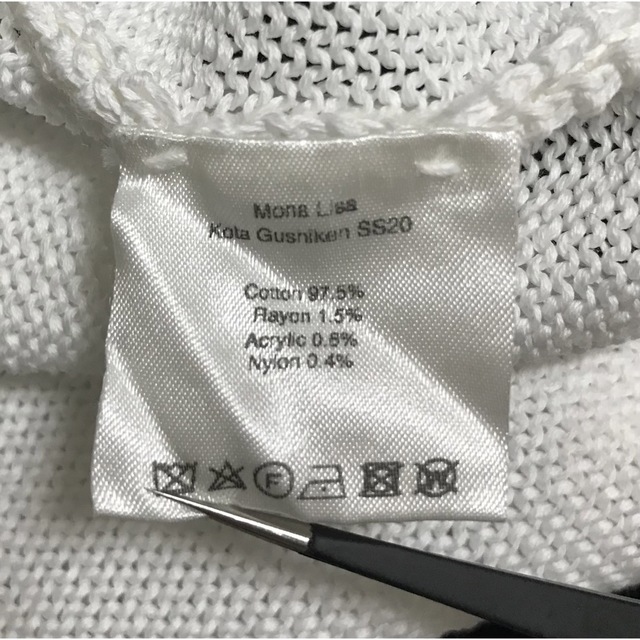 Mona Lisa
Kota Gushiken SS20
Cotton 97.5%
Rayon 1.5%
Acrylic 0.6%
Nylon 0.4%
F
W